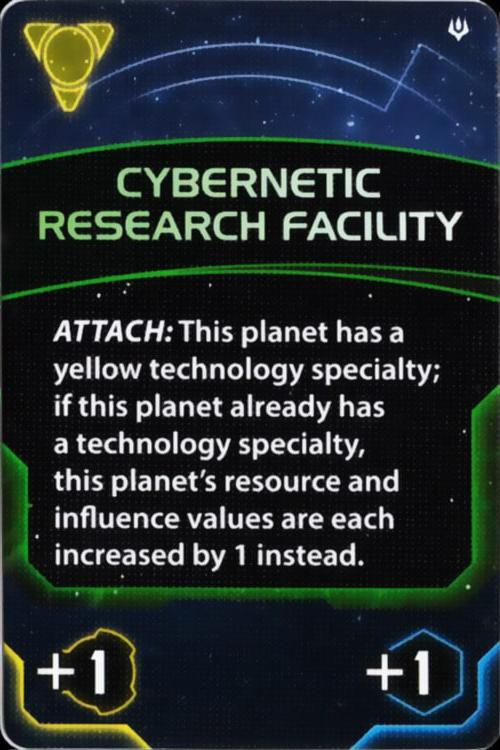 CYBERNETIC
RESEARCH FACILITY
ATTACH: This planet has a
yellow technology specialty;
if this planet already has
a technology specialty,
this planet's resource and
influence values are each
increased by 1 instead.
+1
+1